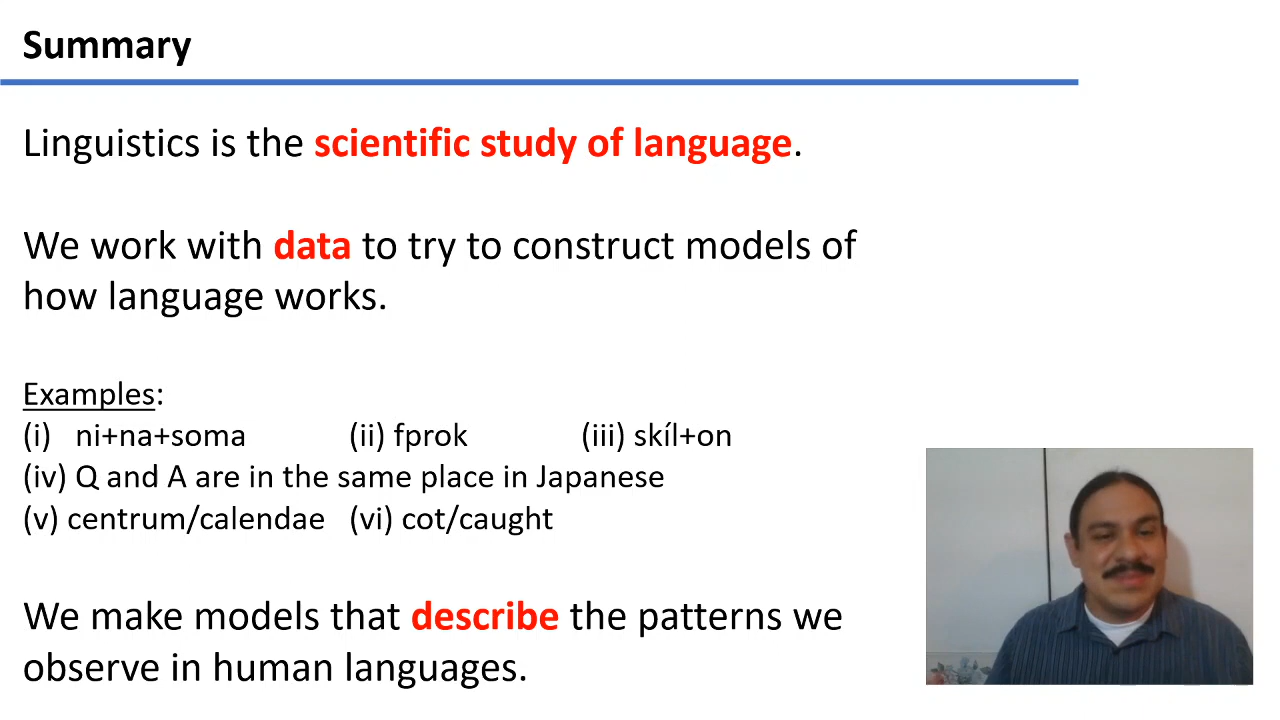 Summary
Linguistics is the scientific study of language.
We work with data to try to construct models of
how language works.
Examples:
(i) ni+na+soma (ii) fprok (iii) skíl+on
(iv) Q and A are in the same place in Japanese
(v) centrum/calendae (vi) cot/caught
We make models that describe the patterns we
observe in human languages.